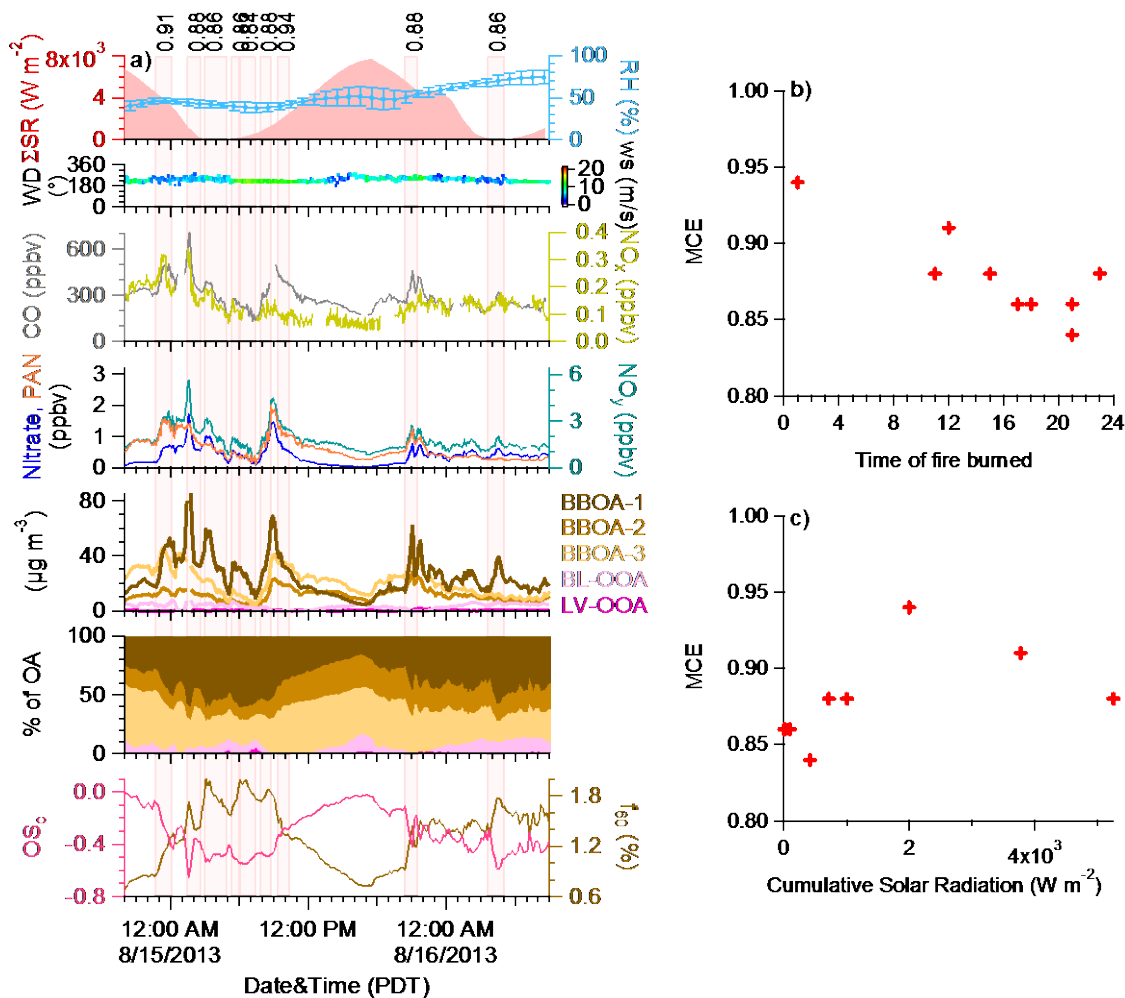 0.91 0.88 0.86 0.86 0.84 0.88 0.94 0.88 0.86
a)
8x10³ 4 0
ΣSR (W m⁻²)
100 50 0
RH (%)
360 180 0
WD (°)
20 10 0
ws (m/s)
600 300 0
CO (ppbv)
0.4 0.3 0.2 0.1 0.0
NOx (ppbv)
3 2 1 0
Nitrate, PAN (ppbv)
6 3 0
NOy (ppbv)
80 40 0
(µg m⁻³)
BBOA-1
BBOA-2
BBOA-3
BL-OOA
LV-OOA
100 50 0
% of OA
0.0 -0.4 -0.8
OSc
1.8 1.2 0.6
f60 (%)
12:00 AM 12:00 PM 12:00 AM
8/15/2013 8/16/2013
Date&Time (PDT)
b)
1.00
0.95
0.90
0.85
0.80
MCE
0 4 8 12 16 20 24
Time of fire burned
c)
1.00
0.95
0.90
0.85
0.80
MCE
0 2 4x10³
Cumulative Solar Radiation (W m⁻²)